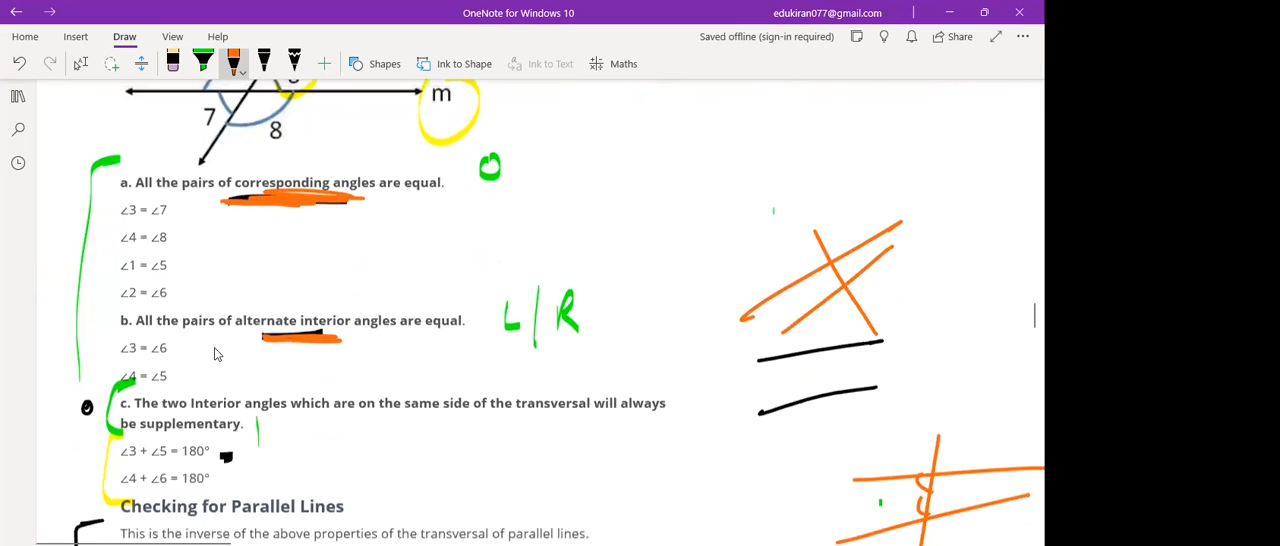 OneNote for Windows 10
edukiran077@gmail.com
Home Insert Draw View Help
Saved offline (sign-in required)
Share
Shapes
Ink to Shape
Ink to Text
Maths
m
7
8
a. All the pairs of corresponding angles are equal.
∠3 = ∠7
∠4 = ∠8
∠1 = ∠5
∠2 = ∠6
b. All the pairs of alternate interior angles are equal.
L/R
∠3 = ∠6
∠4 = ∠5
c. The two Interior angles which are on the same side of the transversal will always
be supplementary.
∠3 + ∠5 = 180°
∠4 + ∠6 = 180°
Checking for Parallel Lines
This is the inverse of the above properties of the transversal of parallel lines.